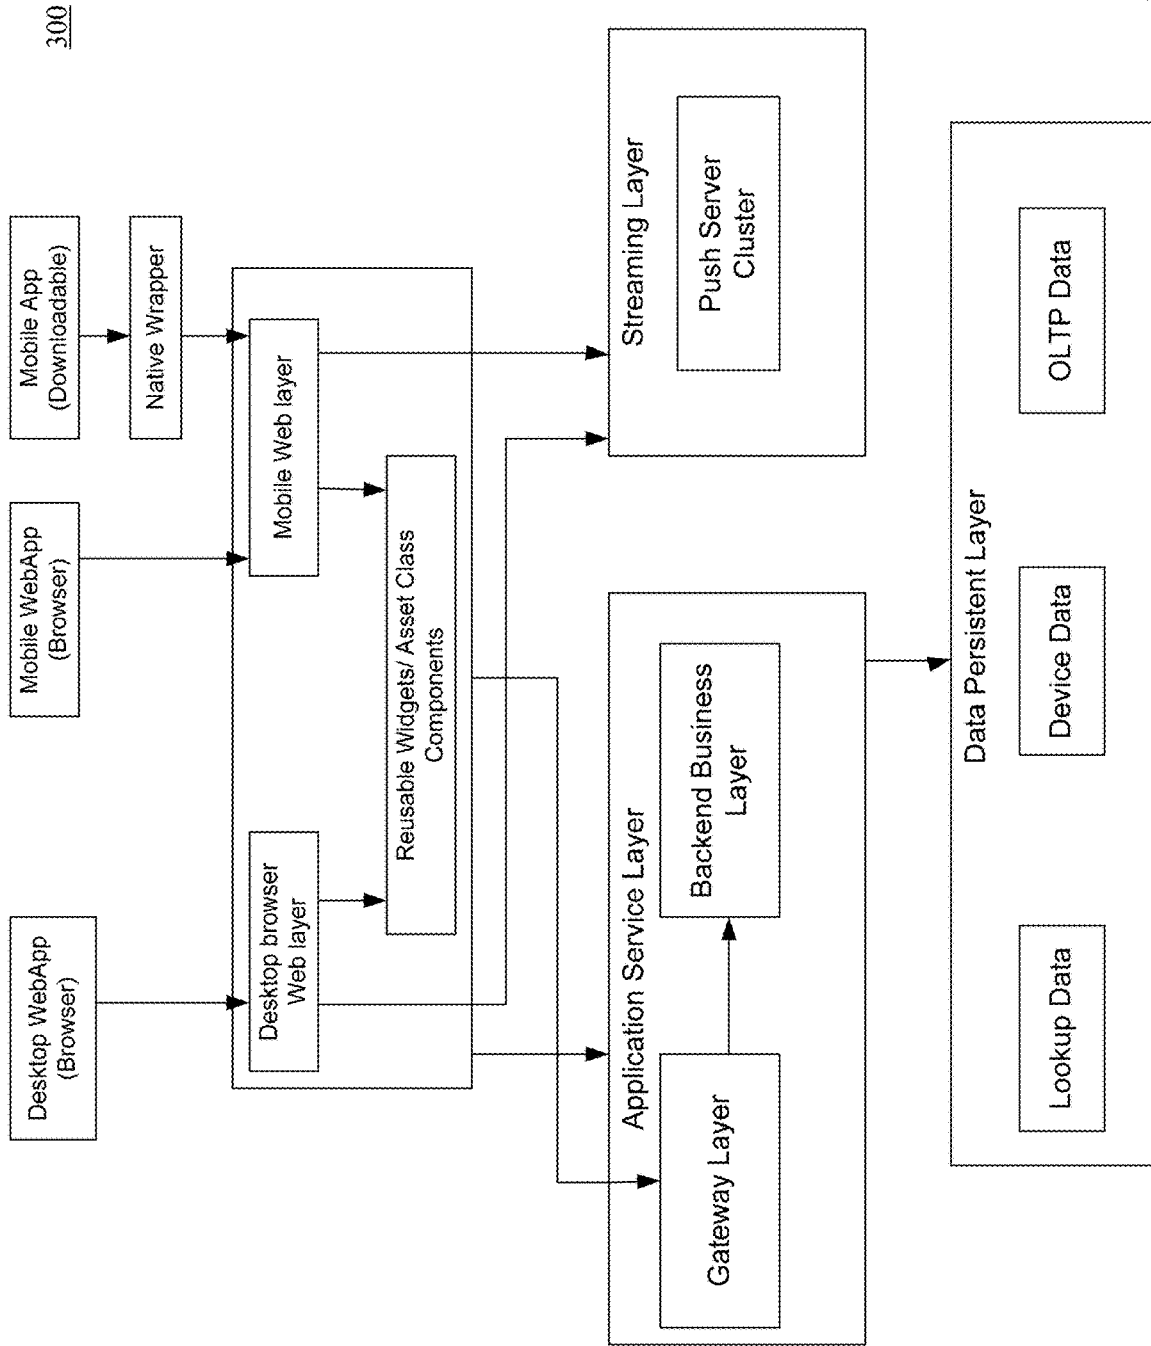 300
Desktop WebApp
(Browser)
Mobile WebApp
(Browser)
Mobile App
(Downloadable)
Native Wrapper
Desktop browser
Web layer
Mobile Web layer
Reusable Widgets/ Asset Class
Components
Application Service Layer
Gateway Layer
Backend Business
Layer
Streaming Layer
Push Server
Cluster
Data Persistent Layer
Lookup Data
Device Data
OLTP Data